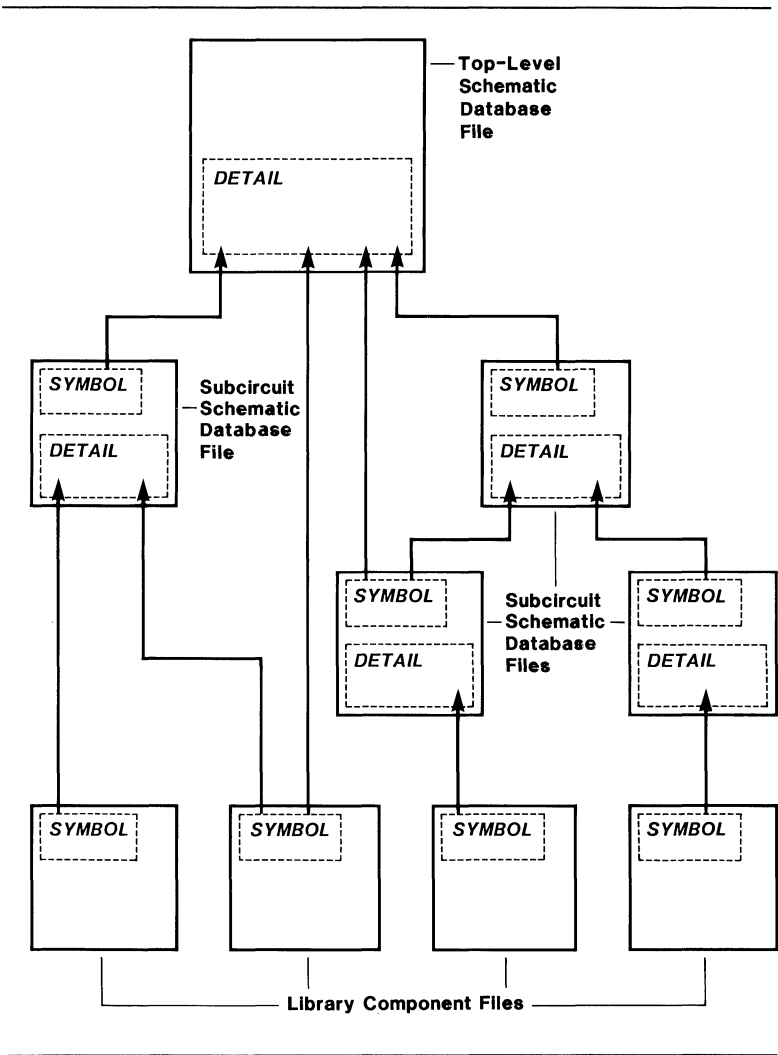 Top-Level
Schematic
Database
File
DETAIL
SYMBOL
DETAIL
Subcircuit
Schematic
Database
File
SYMBOL
DETAIL
SYMBOL
DETAIL
Subcircuit
Schematic
Database
Files
SYMBOL
DETAIL
SYMBOL
SYMBOL
SYMBOL
SYMBOL
Library Component Files